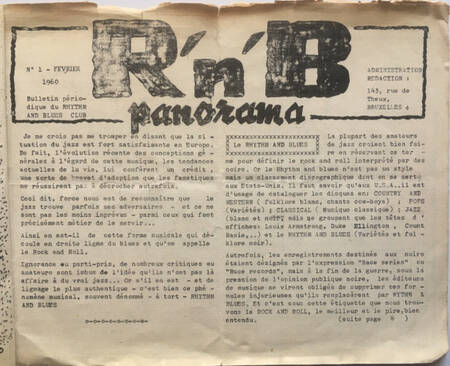 R'n'B
panorama
N° 1 - FEVRIER
1960
Bulletin pério-
dique du RHYTHM
AND BLUES CLUB
ADMINISTRATION
REDACTION :
145, rue de
Theux,
BRUXELLES 4
Je ne crois pas me tromper en disant que la si-
tuation du jazz est fort satisfaisante en Europe.
De fait, l'évolution récente des conceptions gé-
nérales à l'égard de cette musique, les tendances
actuelles de la vie, lui confèrent un crédit,
une sorte de brevet d'adoption que les fanatiques
ne réussirent pas à décrocher autrefois.
Ceci dit, force nous est de reconnaître que le
jazz trouve parfois ses adversaires - et ce ne
sont pas les moins imprévus - parmi ceux qui font
précisément métier de le servir...
Ainsi en est-il de cette forme musicale qui dé-
coule en droite ligne du blues et qu'on appelle
le Rock and Roll.
Ignorance ou parti-pris, de nombreux critiques ou
amateurs sont imbus de l'idée qu'ils n'ont pas là
affaire à du vrai jazz... Or s'il en est - et de
lignage le plus authentique - c'est bien ce phé-
nomène musical, souvent dénommé - à tort - RHYTHM
AND BLUES
Le RHYTHM AND BLUES
La plupart des amateurs
de jazz croient bien fai-
re en réservant ce ter-
me pour définir le rock and roll interprété par des
noirs. Or le Rhythm and blues n'est pas un style
mais un classement discographique dont on se sert
aux Etats-Unis. Il faut savoir qu'aux U.S.A., il est
d'usage de cataloguer les disques en: COUNTRY AND
WESTERN ( folklore blanc, chants cow-boys) ; POPS
(Variétés) ; CLASSICAL ( Musique classique) ; JAZZ
(blanc et noir) où se groupent que les têtes d'
affiches: Louis Armstrong, Duke Ellington , Count
Basie,...) et le RHYTHM AND BLUES (Variétés et fol-
klore noir).
Autrefois, les enregistrements destinés aux noirs
étaient désignés par l'expression "Race series" ou
"Race records", mais à la fin de la guerre, sous la
pression de l'opinion publique noire, les éditeurs
de musique se virent obligés de supprimer ces for-
mules injurieuses qu'ils remplacèrent par RYTHM &
BLUES. Et c'est sous cette étiquette que nous trou-
vons le ROCK AND ROLL, le meilleur et le pire, bien
entendu. (suite page 4 )